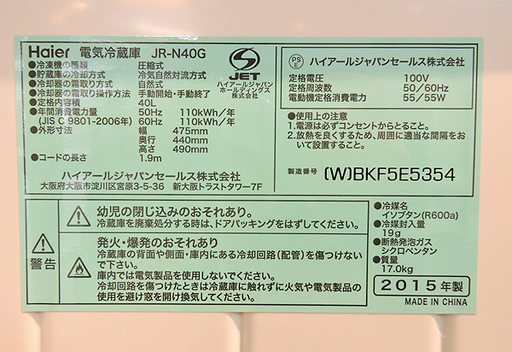 Haier 電気冷蔵庫 JR-N40G
●冷凍機の種類 圧縮式
●貯蔵庫の冷却方式 冷気自然対流方式
●冷却器の霜取り方式 自然式
●冷却器の霜取り操作方法 手動開始・手動終了
●定格内容積 40L
●年間消費電力量 50Hz 110kWh/年
(JIS C 9801-2006年) 60Hz 110kWh/年
●外形寸法 幅 475mm
奥行 440mm
高さ 490mm
●コードの長さ 1.9m
S JET
ハイアールジャパン
ホールディングス
株式会社
ハイアールジャパンセールス株式会社
大阪府大阪市淀川区宮原3-5-36 新大阪トラストタワー7F
PS E
ハイアールジャパンセールス株式会社
定格電圧 100V
定格周波数 50/60Hz
電動機定格消費電力 55/55W
●使用上の注意
1.電源は必ずコンセントからとること。
2.放熱を良くするため、周囲に適当な間隔をおいて設置すること。
製造番号 (W)BKF5E5354
警告
幼児の閉じ込みのおそれあり。
冷蔵庫を廃棄処分する時は、ドアパッキングをはずしてください。
発火・爆発のおそれあり。
冷蔵庫の背面や側面・庫内にある冷却回路(配管)を傷つけないで下さい。
庫内では電気製品を使用しないでください。
冷却回路を傷つけたときは冷蔵庫に触れずに火気や電気製品の使用を避け窓を開け換気してください。
●冷媒名
イソブタン(R600a)
●冷媒封入量
19g
●断熱発泡ガス
シクロペンタン
●質量
17.0kg
2015年製
MADE IN CHINA